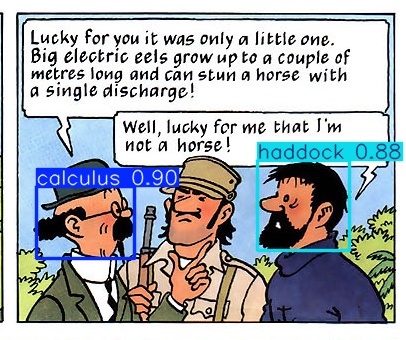 Lucky for you it was only a little one.
Big electric eels grow up to a couple of
metres long and can stun a horse with
a single discharge!
Well, lucky for me that I'm
not a horse!
haddock 0.88
calculus 0.90